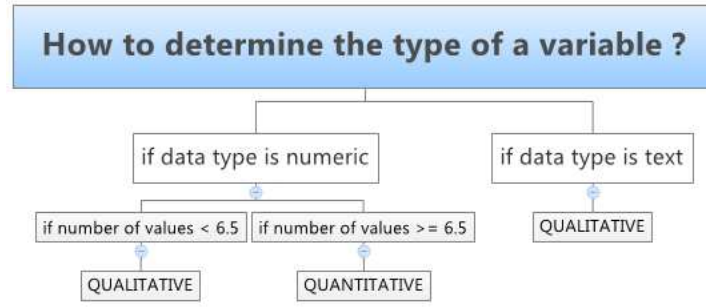 How to determine the type of a variable ?
if data type is numeric
if data type is text
if number of values < 6.5
if number of values >= 6.5
QUALITATIVE
QUALITATIVE
QUANTITATIVE